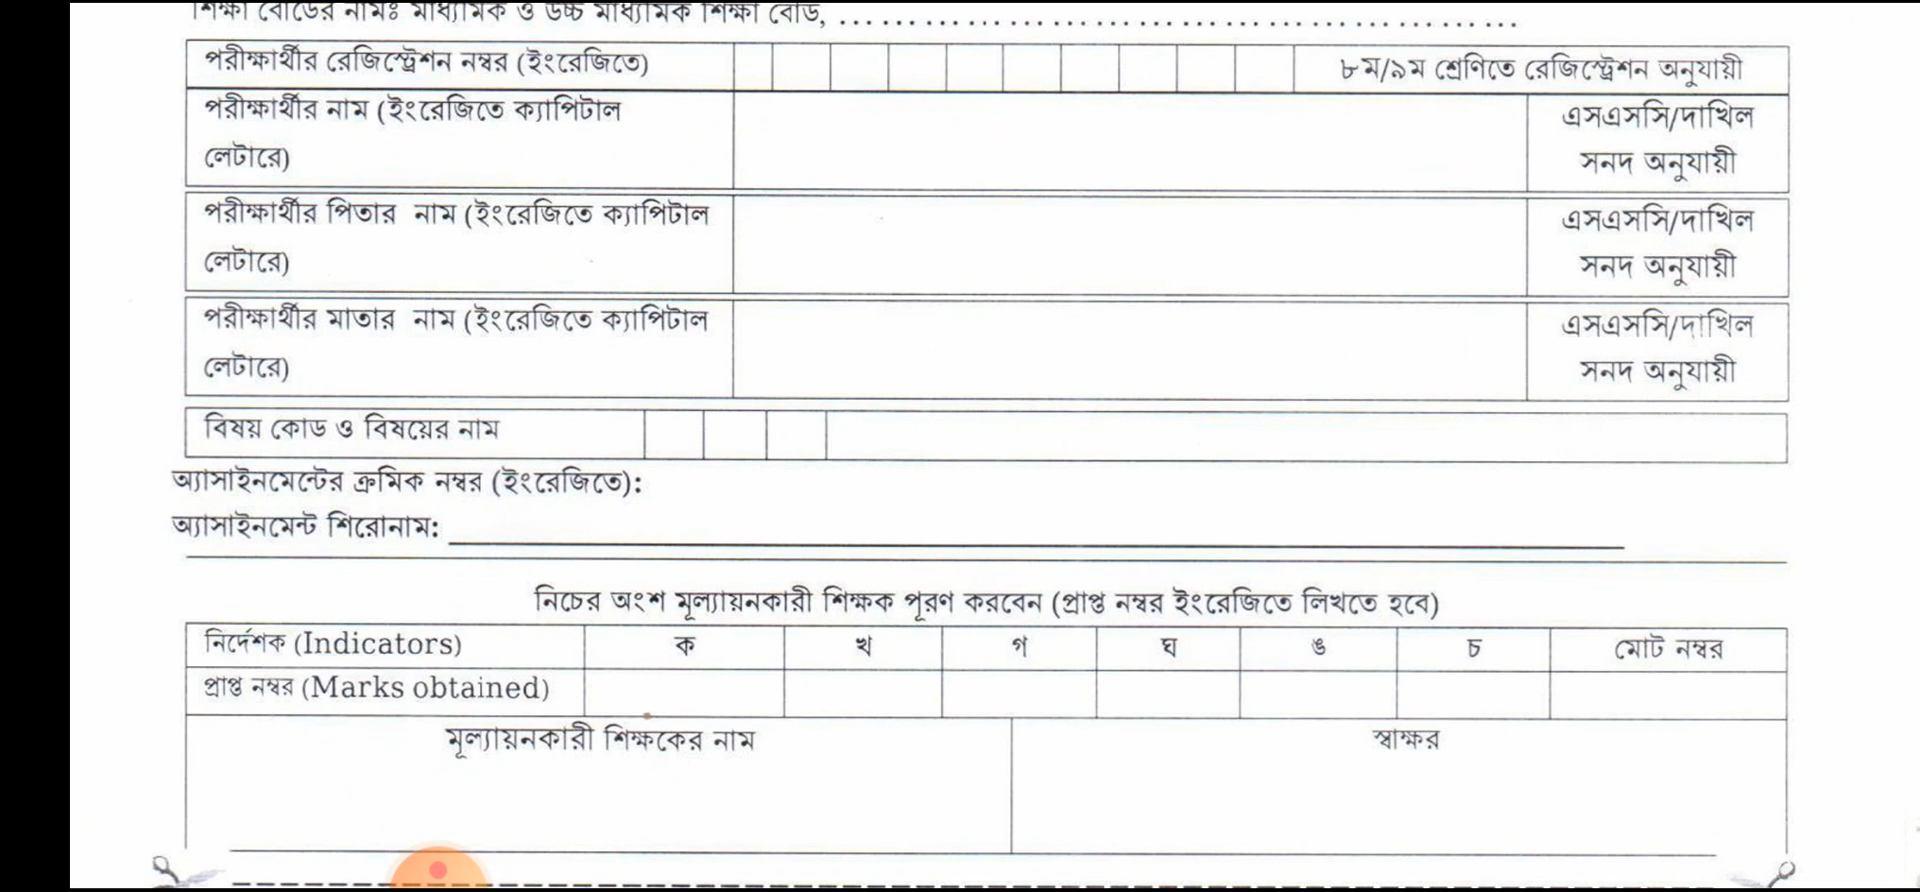 শিক্ষা বোর্ডের নামঃ মাধ্যমিক ও উচ্চ মাধ্যমিক শিক্ষা বোর্ড, ............................................
পরীক্ষার্থীর রেজিস্ট্রেশন নম্বর (ইংরেজিতে) ৮ম/৯ম শ্রেণিতে রেজিস্ট্রেশন অনুযায়ী
পরীক্ষার্থীর নাম (ইংরেজিতে ক্যাপিটাল
লেটারে)
এসএসসি/দাখিল
সনদ অনুযায়ী
পরীক্ষার্থীর পিতার নাম (ইংরেজিতে ক্যাপিটাল
লেটারে)
এসএসসি/দাখিল
সনদ অনুযায়ী
পরীক্ষার্থীর মাতার নাম (ইংরেজিতে ক্যাপিটাল
লেটারে)
এসএসসি/দাখিল
সনদ অনুযায়ী
বিষয় কোড ও বিষয়ের নাম
অ্যাসাইনমেন্টের ক্রমিক নম্বর (ইংরেজিতে):
অ্যাসাইনমেন্ট শিরোনাম:
নিচের অংশ মূল্যায়নকারী শিক্ষক পূরণ করবেন (প্রাপ্ত নম্বর ইংরেজিতে লিখতে হবে)
নির্দেশক (Indicators) ক খ গ ঘ ঙ চ মোট নম্বর
প্রাপ্ত নম্বর (Marks obtained)
মূল্যায়নকারী শিক্ষকের নাম স্বাক্ষর